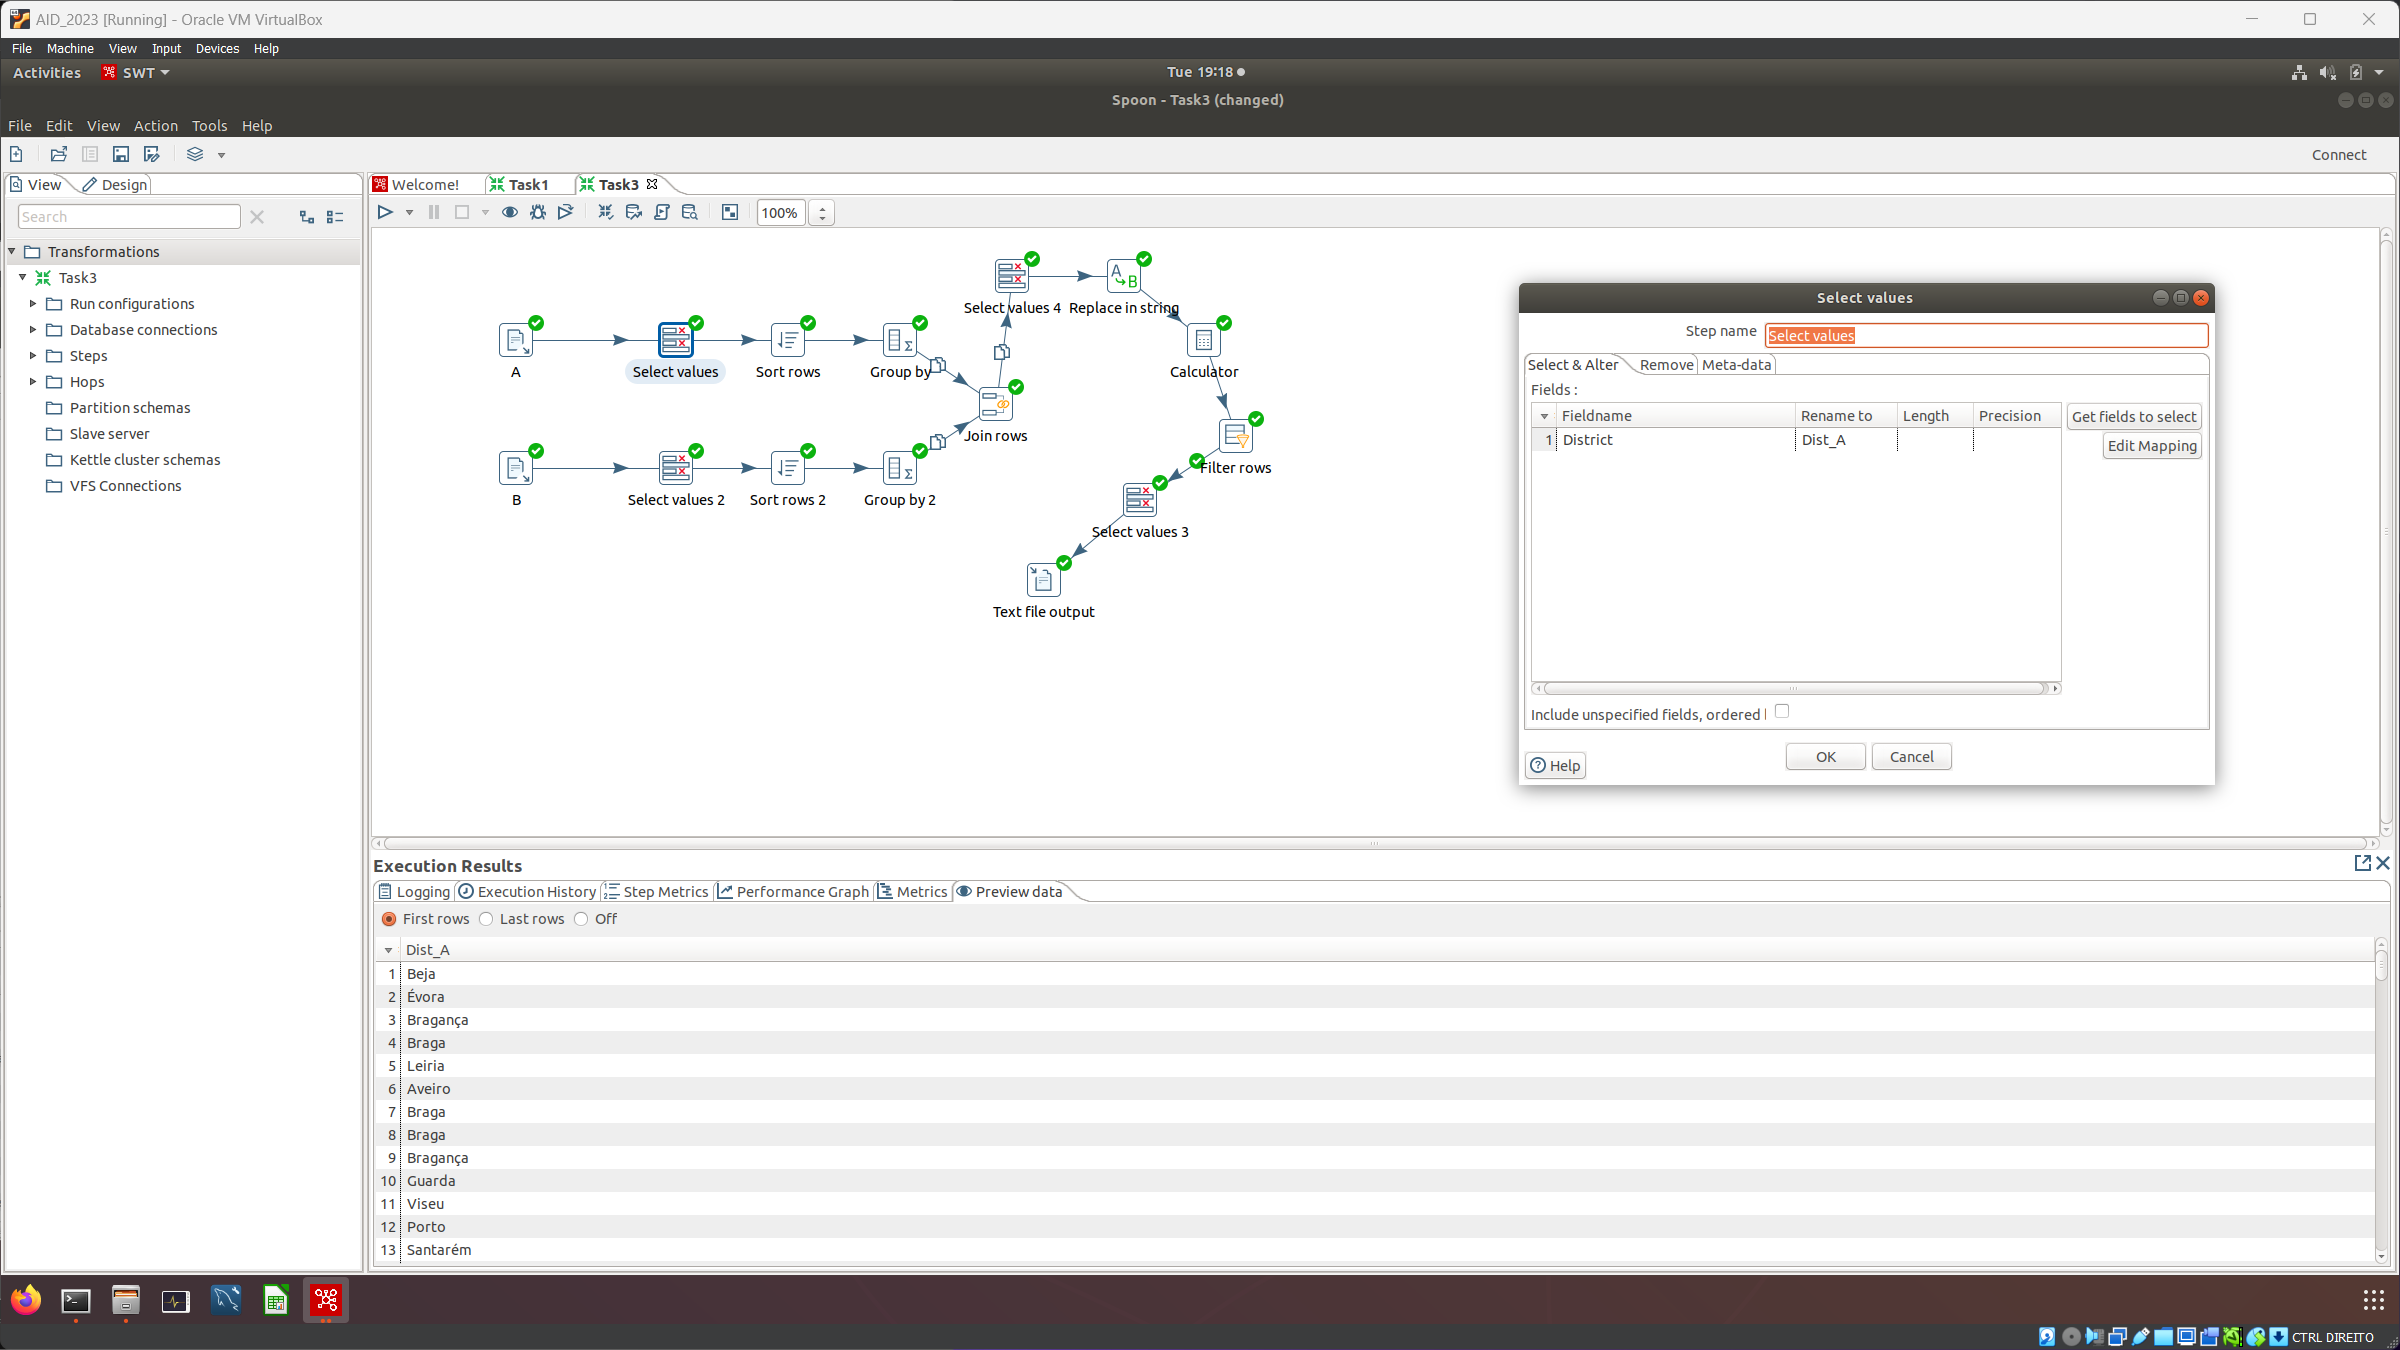 AID_2023 [Running] - Oracle VM VirtualBox
File Machine View Input Devices Help
Activities SWT Tue 19:18
Spoon - Task3 (changed)
File Edit View Action Tools Help
Connect
View Design
Welcome! Task1 Task3
Search
100%
Transformations
Task3
Run configurations
Database connections
Steps
Hops
Partition schemas
Slave server
Kettle cluster schemas
VFS Connections
Select values 4 Replace in string
A Select values Sort rows Group by Calculator
Join rows
B Select values 2 Sort rows 2 Group by 2 Filter rows
Select values 3
Text file output
Select values
Step name Select values
Select & Alter Remove Meta-data
Fields :
Fieldname Rename to Length Precision Get fields to select
1 District Dist_A
Edit Mapping
Include unspecified fields, ordered
OK Cancel
Help
Execution Results
Logging Execution History Step Metrics Performance Graph Metrics Preview data
First rows Last rows Off
Dist_A
1 Beja
2 Évora
3 Bragança
4 Braga
5 Leiria
6 Aveiro
7 Braga
8 Braga
9 Bragança
10 Guarda
11 Viseu
12 Porto
13 Santarém
CTRL DIREITO